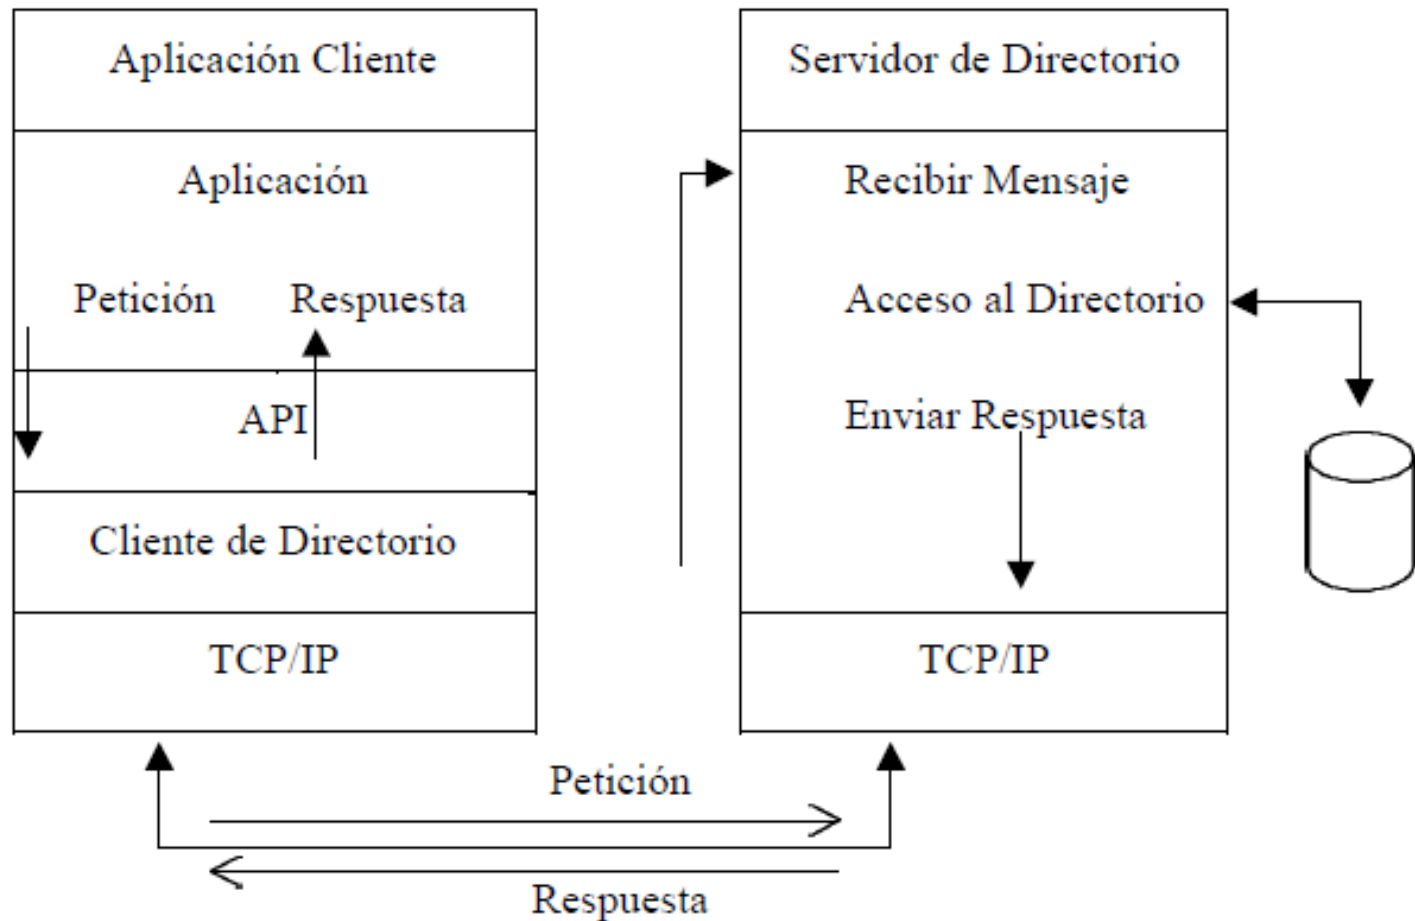 Aplicación Cliente
Aplicación
Petición Respuesta
API
Cliente de Directorio
TCP/IP
Servidor de Directorio
Recibir Mensaje
Acceso al Directorio
Enviar Respuesta
TCP/IP
Petición
Respuesta